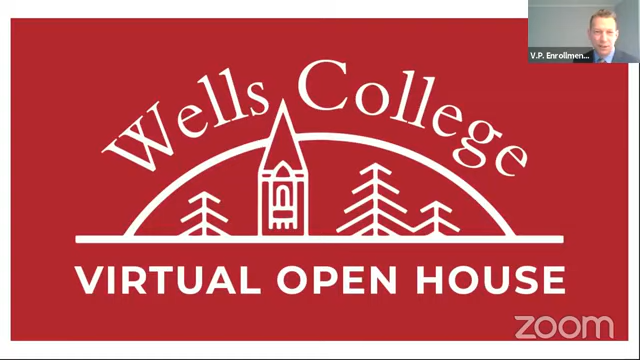 V.P. Enrollmen...
Wells College
VIRTUAL OPEN HOUSE
zoom